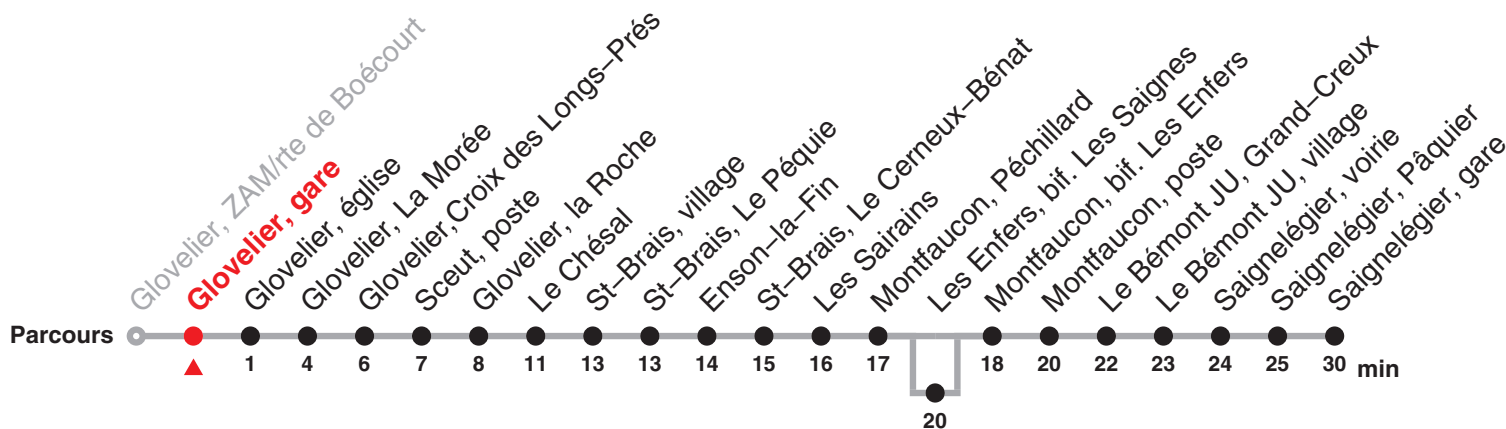 Glovelier, ZAM/rte de Boécourt
Glovelier, gare
Glovelier, église
Glovelier, La Morée
Glovelier, Croix des Longs–Prés
Sceut, poste
Glovelier, la Roche
Le Chésal
St–Brais, village
St–Brais, Le Péquie
Enson–la–Fin
St–Brais, Le Cerneux–Bénat
Les Sairains
Montfaucon, Péchillard
Les Enfers, bif. Les Saignes
Montfaucon, bif. Les Enfers
Montfaucon, poste
Le Bémont JU, Grand–Creux
Le Bémont JU, village
Saignelégier, voirie
Saignelégier, Pâquier
Saignelégier, gare
Parcours
1 4 6 7 8 11 13 13 14 15 16 17 18 20 22 23 24 25 30 min
20